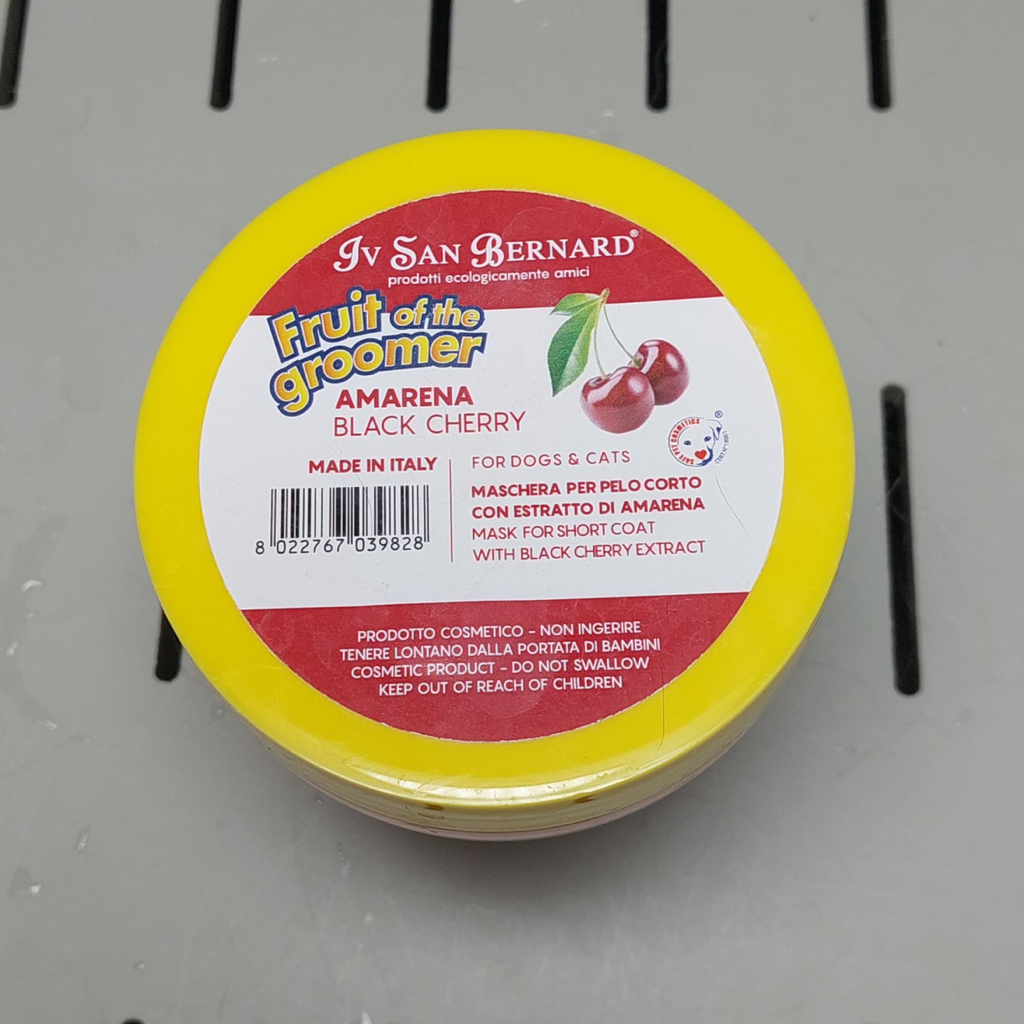 IV SAN BERNARD®
prodotti ecologicamente amici
Fruit of the
groomer
AMARENA
BLACK CHERRY
MADE IN ITALY
8 022767 039828
FOR DOGS & CATS
SAFE PET COSMETICS
®
MASCHERA PER PELO CORTO
CON ESTRATTO DI AMARENA
MASK FOR SHORT COAT
WITH BLACK CHERRY EXTRACT
PRODOTTO COSMETICO - NON INGERIRE
TENERE LONTANO DALLA PORTATA DI BAMBINI
COSMETIC PRODUCT - DO NOT SWALLOW
KEEP OUT OF REACH OF CHILDREN